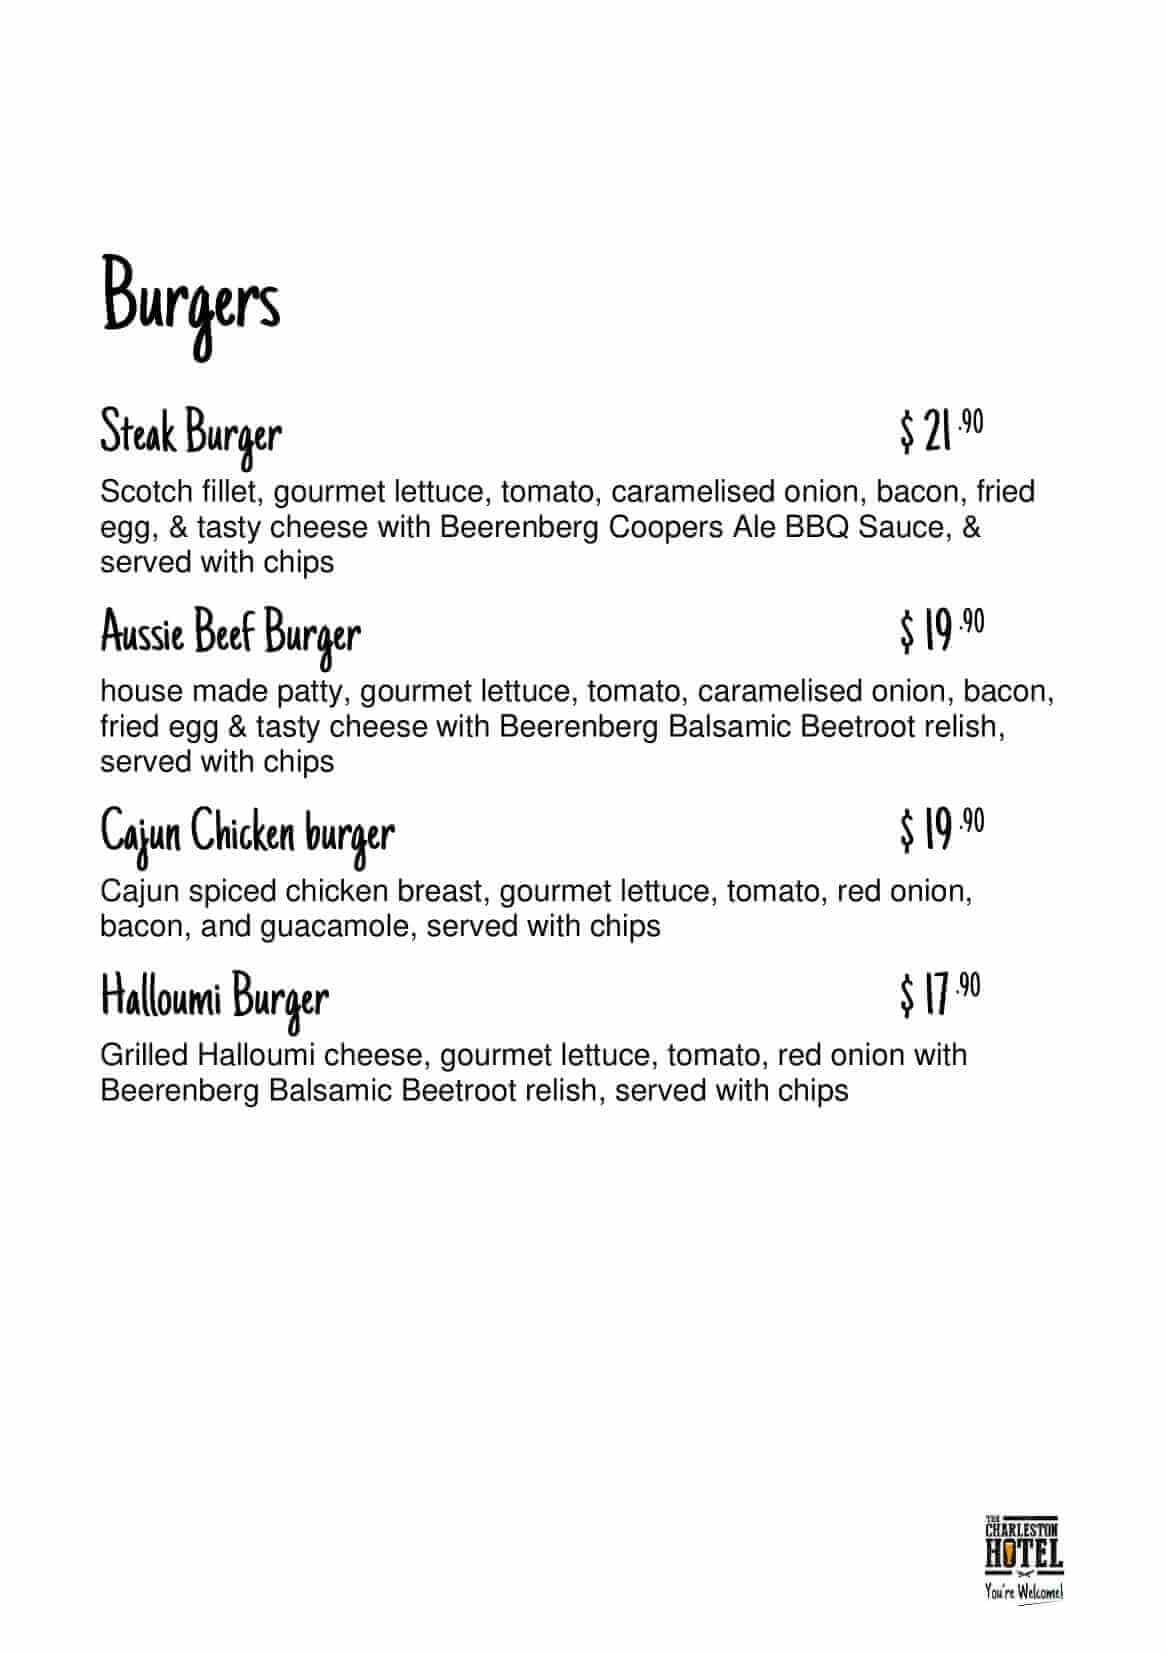 Burgers
Steak Burger $ 21.90
Scotch fillet, gourmet lettuce, tomato, caramelised onion, bacon, fried
egg, & tasty cheese with Beerenberg Coopers Ale BBQ Sauce, &
served with chips
Aussie Beef Burger $ 19.90
house made patty, gourmet lettuce, tomato, caramelised onion, bacon,
fried egg & tasty cheese with Beerenberg Balsamic Beetroot relish,
served with chips
Cajun Chicken burger $ 19.90
Cajun spiced chicken breast, gourmet lettuce, tomato, red onion,
bacon, and guacamole, served with chips
Halloumi Burger $ 17.90
Grilled Halloumi cheese, gourmet lettuce, tomato, red onion with
Beerenberg Balsamic Beetroot relish, served with chips
THE
CHARLESTON
HOTEL
You're Welcome!